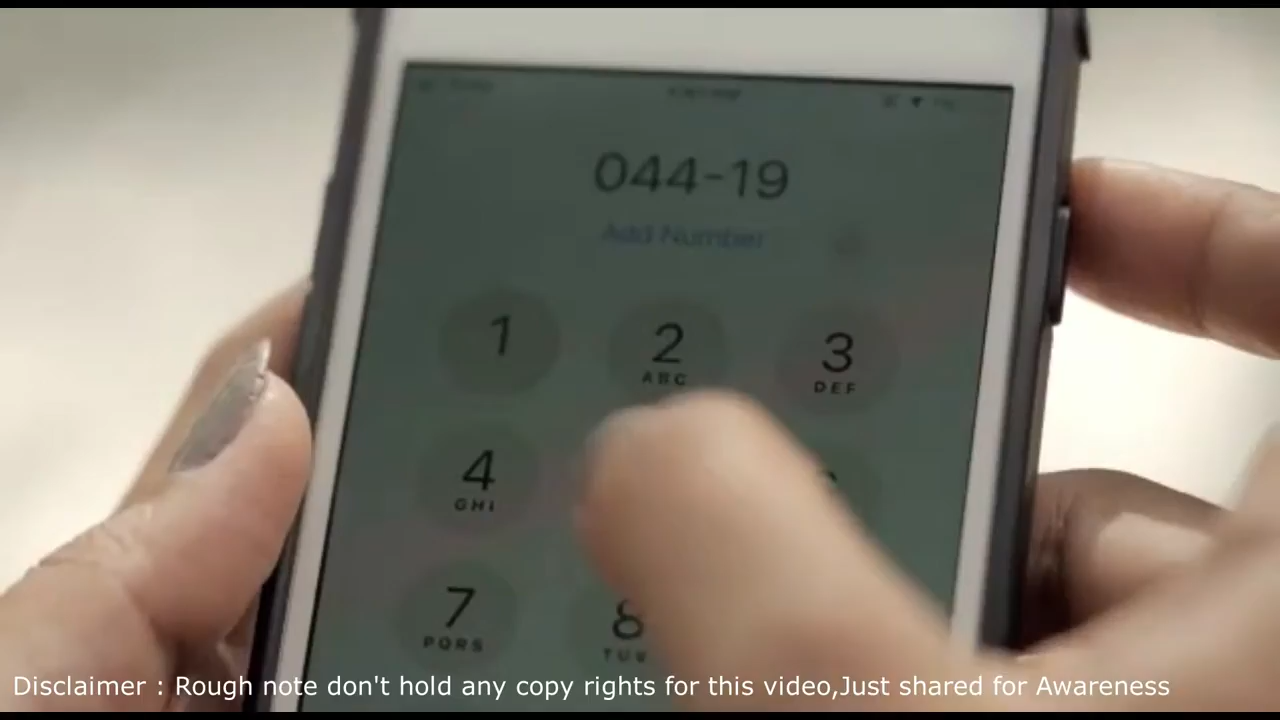 044-19
Add Number
1
2
ABC
3
DEF
4
GHI
7
PQRS
8
TUV
Disclaimer : Rough note don't hold any copy rights for this video,Just shared for Awareness